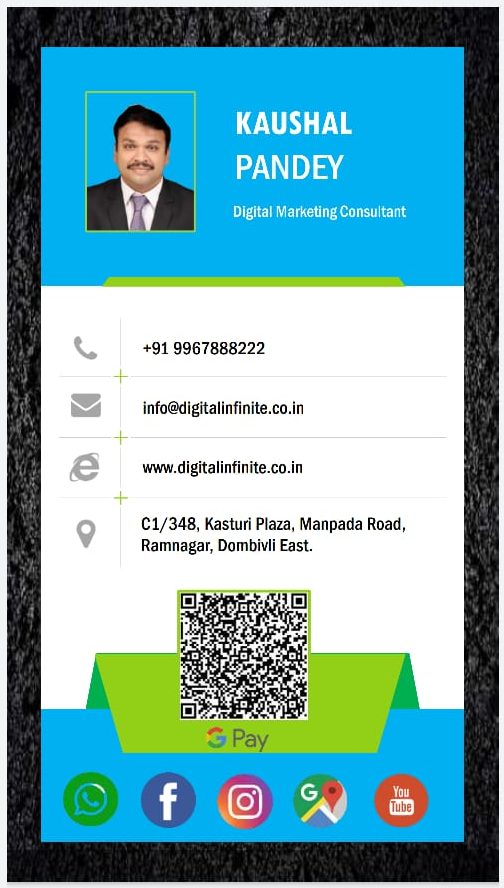 KAUSHAL
PANDEY
Digital Marketing Consultant
+91 9967888222
info@digitalinfinite.co.in
www.digitalinfinite.co.in
C1/348, Kasturi Plaza, Manpada Road,
Ramnagar, Dombivli East.
G Pay
f
G
You
Tube